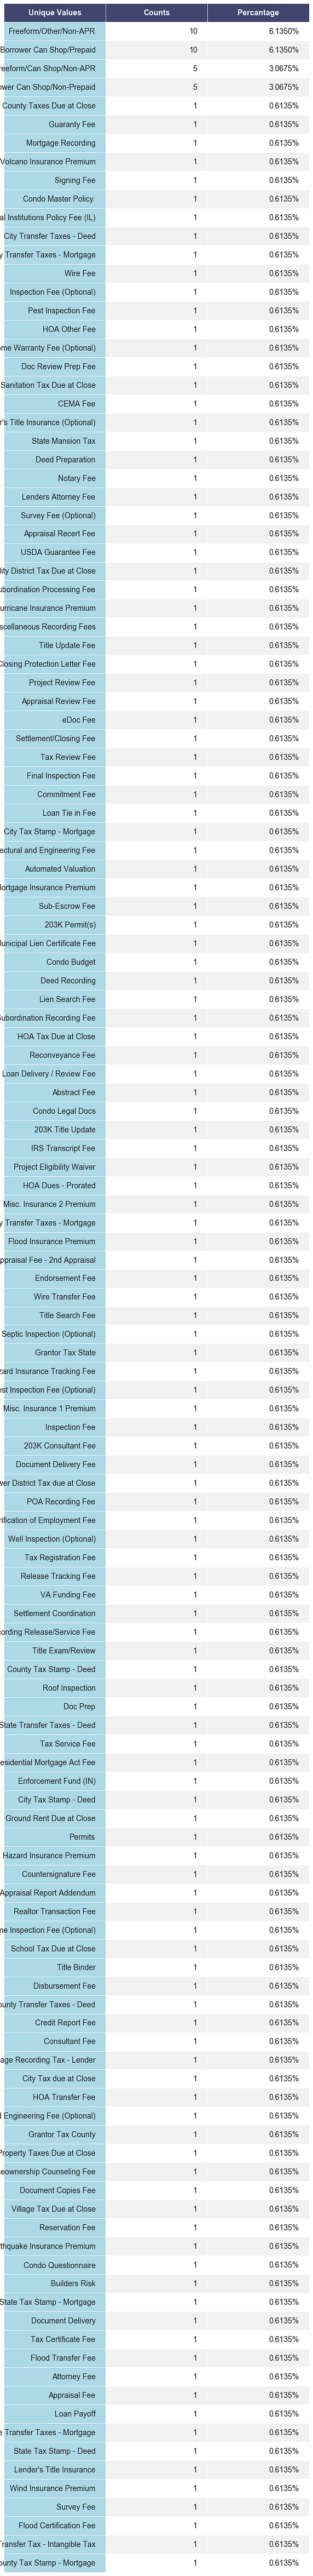 Unique Values Counts Percantage
Freeform/Other/Non-APR 10 6.1350%
Borrower Can Shop/Prepaid 10 6.1350%
reeform/Can Shop/Non-APR 5 3.0675%
ower Can Shop/Non-Prepaid 5 3.0675%
County Taxes Due at Close 1 0.6135%
Guaranty Fee 1 0.6135%
Mortgage Recording 1 0.6135%
Volcano Insurance Premium 1 0.6135%
Signing Fee 1 0.6135%
Condo Master Policy 1 0.6135%
al Institutions Policy Fee (IL) 1 0.6135%
City Transfer Taxes - Deed 1 0.6135%
y Transfer Taxes - Mortgage 1 0.6135%
Wire Fee 1 0.6135%
Inspection Fee (Optional) 1 0.6135%
Pest Inspection Fee 1 0.6135%
HOA Other Fee 1 0.6135%
ome Warranty Fee (Optional) 1 0.6135%
Doc Review Prep Fee 1 0.6135%
Sanitation Tax Due at Close 1 0.6135%
CEMA Fee 1 0.6135%
r's Title Insurance (Optional) 1 0.6135%
State Mansion Tax 1 0.6135%
Deed Preparation 1 0.6135%
Notary Fee 1 0.6135%
Lenders Attorney Fee 1 0.6135%
Survey Fee (Optional) 1 0.6135%
Appraisal Recert Fee 1 0.6135%
USDA Guarantee Fee 1 0.6135%
lity District Tax Due at Close 1 0.6135%
ubordination Processing Fee 1 0.6135%
urricane Insurance Premium 1 0.6135%
scellaneous Recording Fees 1 0.6135%
Title Update Fee 1 0.6135%
Closing Protection Letter Fee 1 0.6135%
Project Review Fee 1 0.6135%
Appraisal Review Fee 1 0.6135%
eDoc Fee 1 0.6135%
Settlement/Closing Fee 1 0.6135%
Tax Review Fee 1 0.6135%
Final Inspection Fee 1 0.6135%
Commitment Fee 1 0.6135%
Loan Tie in Fee 1 0.6135%
City Tax Stamp - Mortgage 1 0.6135%
ectural and Engineering Fee 1 0.6135%
Automated Valuation 1 0.6135%
Mortgage Insurance Premium 1 0.6135%
Sub-Escrow Fee 1 0.6135%
203K Permit(s) 1 0.6135%
Municipal Lien Certificate Fee 1 0.6135%
Condo Budget 1 0.6135%
Deed Recording 1 0.6135%
Lien Search Fee 1 0.6135%
Subordination Recording Fee 1 0.6135%
HOA Tax Due at Close 1 0.6135%
Reconveyance Fee 1 0.6135%
Loan Delivery / Review Fee 1 0.6135%
Abstract Fee 1 0.6135%
Condo Legal Docs 1 0.6135%
203K Title Update 1 0.6135%
IRS Transcript Fee 1 0.6135%
Project Eligibility Waiver 1 0.6135%
HOA Dues - Prorated 1 0.6135%
Misc. Insurance 2 Premium 1 0.6135%
y Transfer Taxes - Mortgage 1 0.6135%
Flood Insurance Premium 1 0.6135%
ppraisal Fee - 2nd Appraisal 1 0.6135%
Endorsement Fee 1 0.6135%
Wire Transfer Fee 1 0.6135%
Title Search Fee 1 0.6135%
Septic Inspection (Optional) 1 0.6135%
Grantor Tax State 1 0.6135%
zard Insurance Tracking Fee 1 0.6135%
est Inspection Fee (Optional) 1 0.6135%
Misc. Insurance 1 Premium 1 0.6135%
Inspection Fee 1 0.6135%
203K Consultant Fee 1 0.6135%
Document Delivery Fee 1 0.6135%
wer District Tax due at Close 1 0.6135%
POA Recording Fee 1 0.6135%
rification of Employment Fee 1 0.6135%
Well Inspection (Optional) 1 0.6135%
Tax Registration Fee 1 0.6135%
Release Tracking Fee 1 0.6135%
VA Funding Fee 1 0.6135%
Settlement Coordination 1 0.6135%
cording Release/Service Fee 1 0.6135%
Title Exam/Review 1 0.6135%
County Tax Stamp - Deed 1 0.6135%
Roof Inspection 1 0.6135%
Doc Prep 1 0.6135%
State Transfer Taxes - Deed 1 0.6135%
Tax Service Fee 1 0.6135%
esidential Mortgage Act Fee 1 0.6135%
Enforcement Fund (IN) 1 0.6135%
City Tax Stamp - Deed 1 0.6135%
Ground Rent Due at Close 1 0.6135%
Permits 1 0.6135%
Hazard Insurance Premium 1 0.6135%
Countersignature Fee 1 0.6135%
Appraisal Report Addendum 1 0.6135%
Realtor Transaction Fee 1 0.6135%
me Inspection Fee (Optional) 1 0.6135%
School Tax Due at Close 1 0.6135%
Title Binder 1 0.6135%
Disbursement Fee 1 0.6135%
ounty Transfer Taxes - Deed 1 0.6135%
Credit Report Fee 1 0.6135%
Consultant Fee 1 0.6135%
age Recording Tax - Lender 1 0.6135%
City Tax due at Close 1 0.6135%
HOA Transfer Fee 1 0.6135%
d Engineering Fee (Optional) 1 0.6135%
Grantor Tax County 1 0.6135%
Property Taxes Due at Close 1 0.6135%
eownership Counseling Fee 1 0.6135%
Document Copies Fee 1 0.6135%
Village Tax Due at Close 1 0.6135%
Reservation Fee 1 0.6135%
rthquake Insurance Premium 1 0.6135%
Condo Questionnaire 1 0.6135%
Builders Risk 1 0.6135%
State Tax Stamp - Mortgage 1 0.6135%
Document Delivery 1 0.6135%
Tax Certificate Fee 1 0.6135%
Flood Transfer Fee 1 0.6135%
Attorney Fee 1 0.6135%
Appraisal Fee 1 0.6135%
Loan Payoff 1 0.6135%
e Transfer Taxes - Mortgage 1 0.6135%
State Tax Stamp - Deed 1 0.6135%
Lender's Title Insurance 1 0.6135%
Wind Insurance Premium 1 0.6135%
Survey Fee 1 0.6135%
Flood Certification Fee 1 0.6135%
Transfer Tax - Intangible Tax 1 0.6135%
ounty Tax Stamp - Mortgage 1 0.6135%